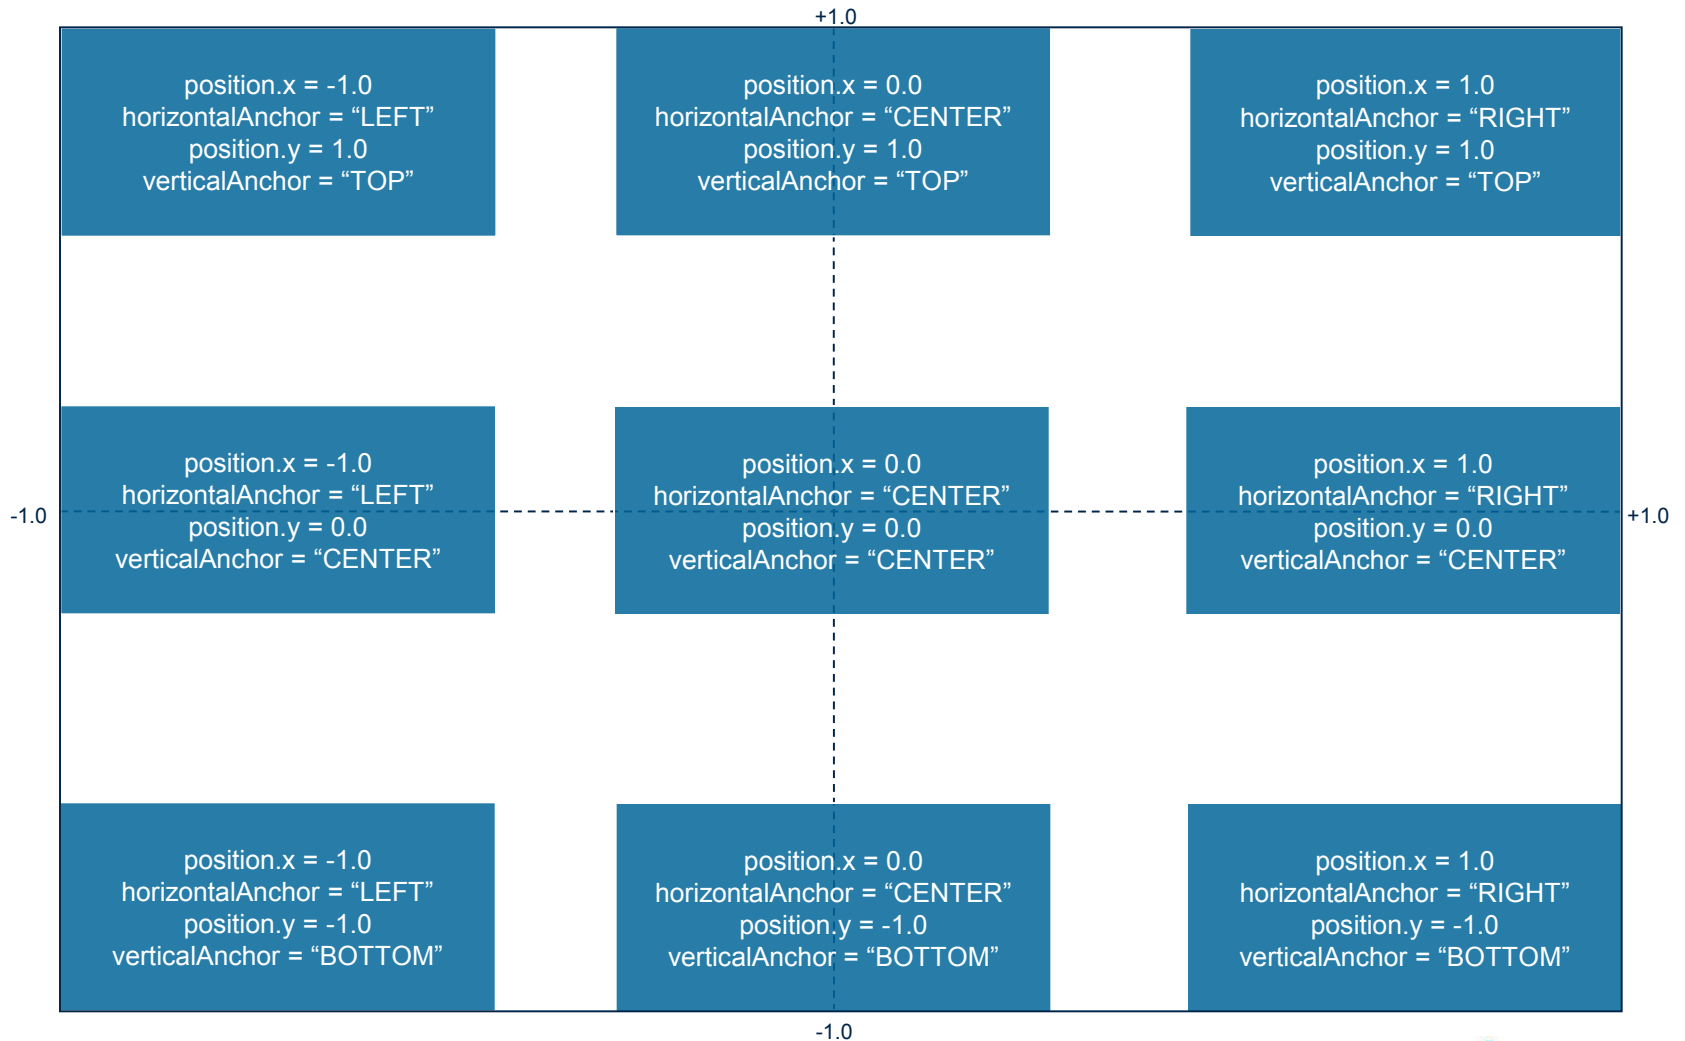 +1.0
position.x = -1.0
horizontalAnchor = “LEFT”
position.y = 1.0
verticalAnchor = “TOP”
position.x = 0.0
horizontalAnchor = “CENTER”
position.y = 1.0
verticalAnchor = “TOP”
position.x = 1.0
horizontalAnchor = “RIGHT”
position.y = 1.0
verticalAnchor = “TOP”
-1.0
position.x = -1.0
horizontalAnchor = “LEFT”
position.y = 0.0
verticalAnchor = “CENTER”
position.x = 0.0
horizontalAnchor = “CENTER”
position.y = 0.0
verticalAnchor = “CENTER”
position.x = 1.0
horizontalAnchor = “RIGHT”
position.y = 0.0
verticalAnchor = “CENTER”
+1.0
position.x = -1.0
horizontalAnchor = “LEFT”
position.y = -1.0
verticalAnchor = “BOTTOM”
position.x = 0.0
horizontalAnchor = “CENTER”
position.y = -1.0
verticalAnchor = “BOTTOM”
position.x = 1.0
horizontalAnchor = “RIGHT”
position.y = -1.0
verticalAnchor = “BOTTOM”
-1.0